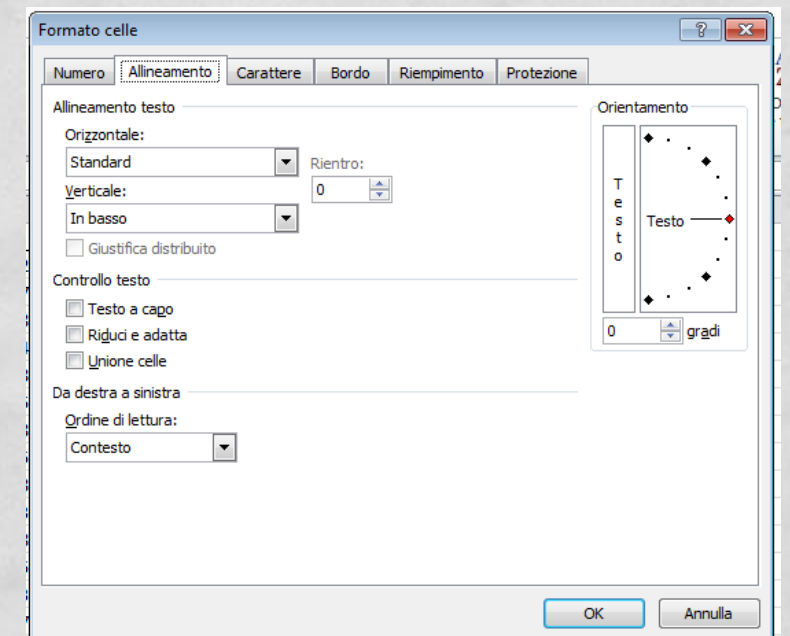 Formato celle
Numero Allineamento Carattere Bordo Riempimento Protezione
Allineamento testo
Orizzontale:
Standard
Rientro:
0
Verticale:
In basso
Giustifica distribuito
Controllo testo
Testo a capo
Riduci e adatta
Unione celle
Da destra a sinistra
Ordine di lettura:
Contesto
Orientamento
Testo
Testo
0 gradi
OK Annulla